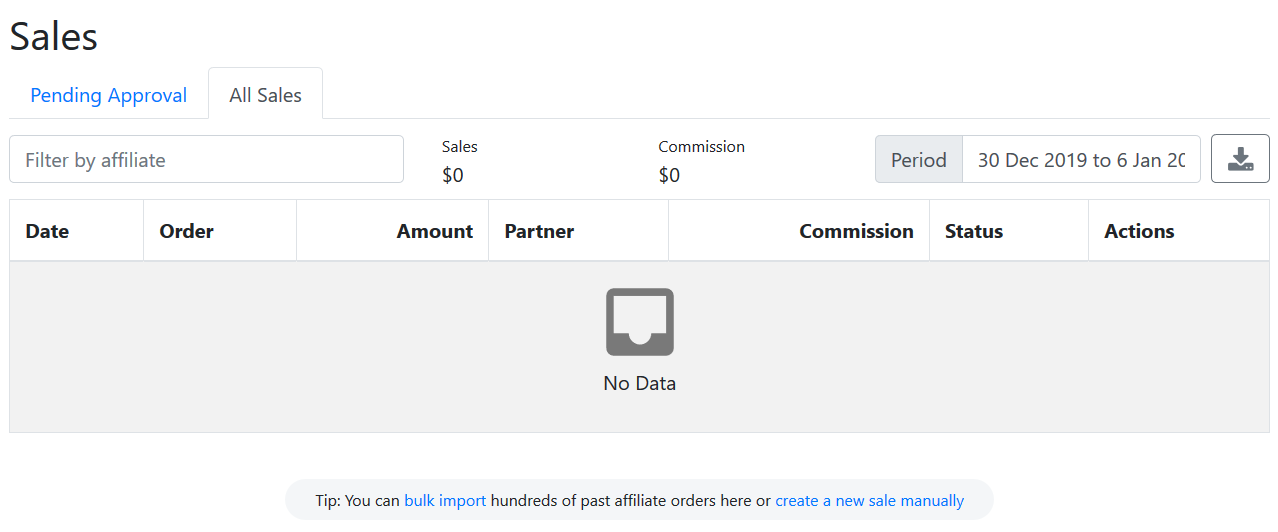 Sales
Pending Approval
All Sales
Filter by affiliate
Sales
$0
Commission
$0
Period
30 Dec 2019 to 6 Jan 20
Date Order Amount Partner Commission Status Actions
No Data
Tip: You can bulk import hundreds of past affiliate orders here or create a new sale manually